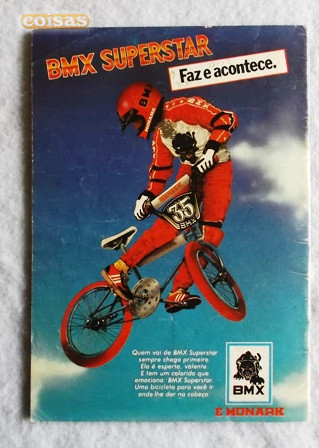 coisas
BMX SUPERSTAR
Faz e acontece.
BMX
35
BMX
Quem vai de BMX Superstar
sempre chega primeiro.
Ela é esperta, valente.
E tem um colorido que
emociona. BMX Superstar.
Uma bicicleta para você ir
onde lhe der na cabeça.
BMX
MONARK